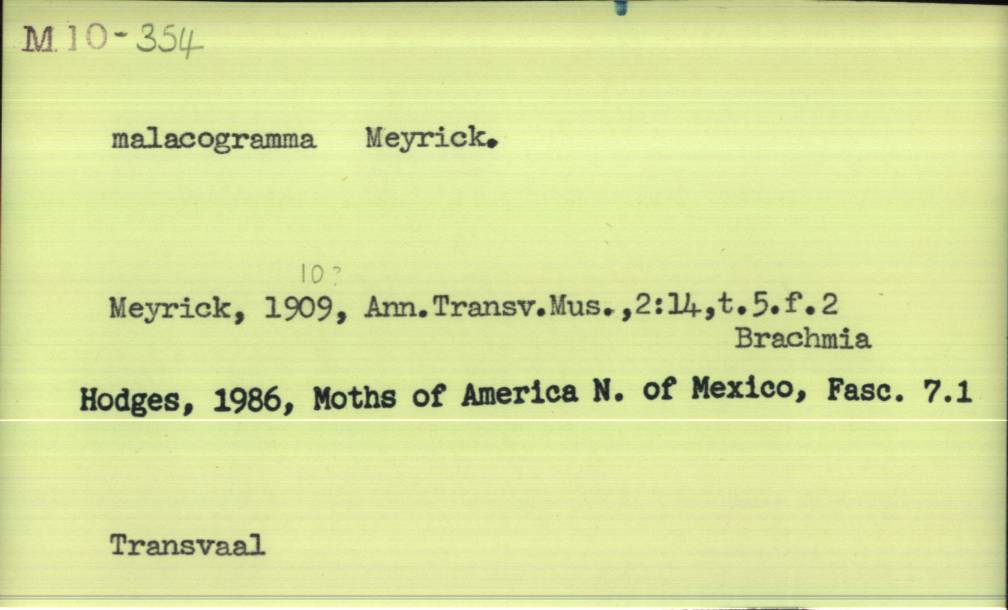 M 10-354
malacogramma Meyrick.
10?
Meyrick, 1909, Ann.Transv.Mus.,2:14,t.5.f.2
Brachmia
Hodges, 1986, Moths of America N. of Mexico, Fasc. 7.1
Transvaal